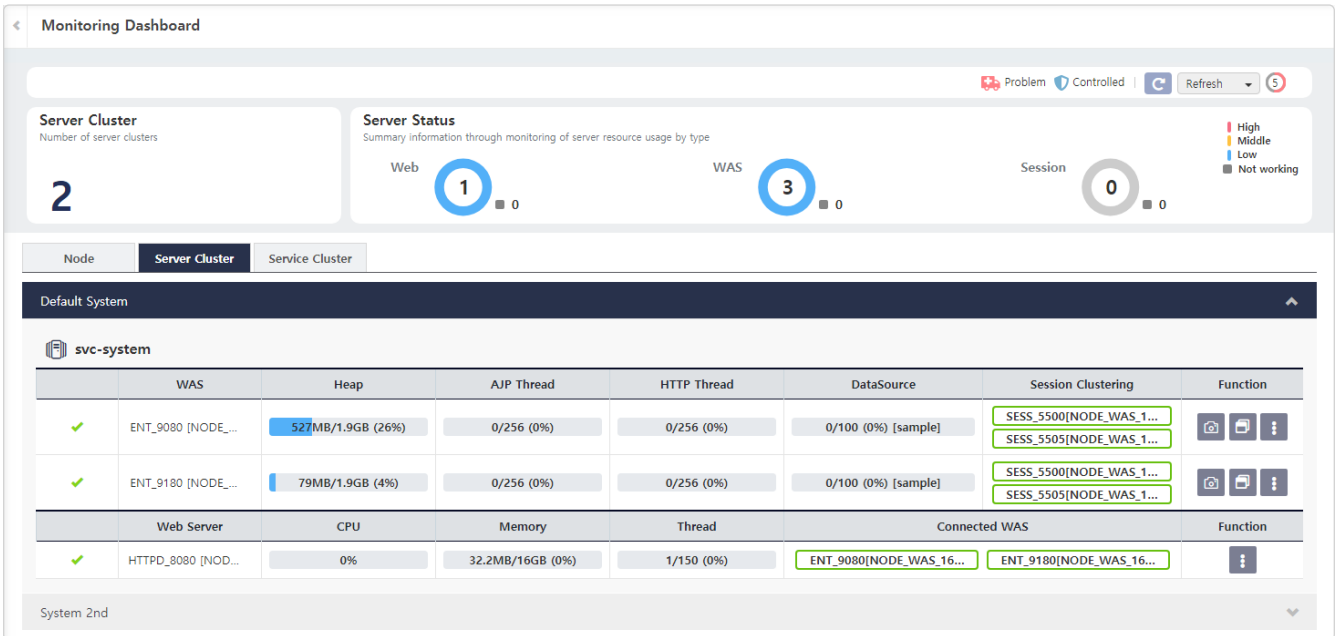 Monitoring Dashboard
Problem Controlled Refresh 5
Server Cluster
Number of server clusters
2
Server Status
Summary information through monitoring of server resource usage by type
Web 1 0
WAS 3 0
Session 0 0
High
Middle
Low
Not working
Node Server Cluster Service Cluster
Default System
svc-system
WAS Heap AJP Thread HTTP Thread DataSource Session Clustering Function
ENT_9080 [NODE_... 527MB/1.9GB (26%) 0/256 (0%) 0/256 (0%) 0/100 (0%) [sample] SESS_5500[NODE_WAS_1...
SESS_5505[NODE_WAS_1...
ENT_9180 [NODE_... 79MB/1.9GB (4%) 0/256 (0%) 0/256 (0%) 0/100 (0%) [sample] SESS_5500[NODE_WAS_1...
SESS_5505[NODE_WAS_1...
Web Server CPU Memory Thread Connected WAS Function
HTTPD_8080 [NOD... 0% 32.2MB/16GB (0%) 1/150 (0%) ENT_9080[NODE_WAS_16... ENT_9180[NODE_WAS_16...
System 2nd